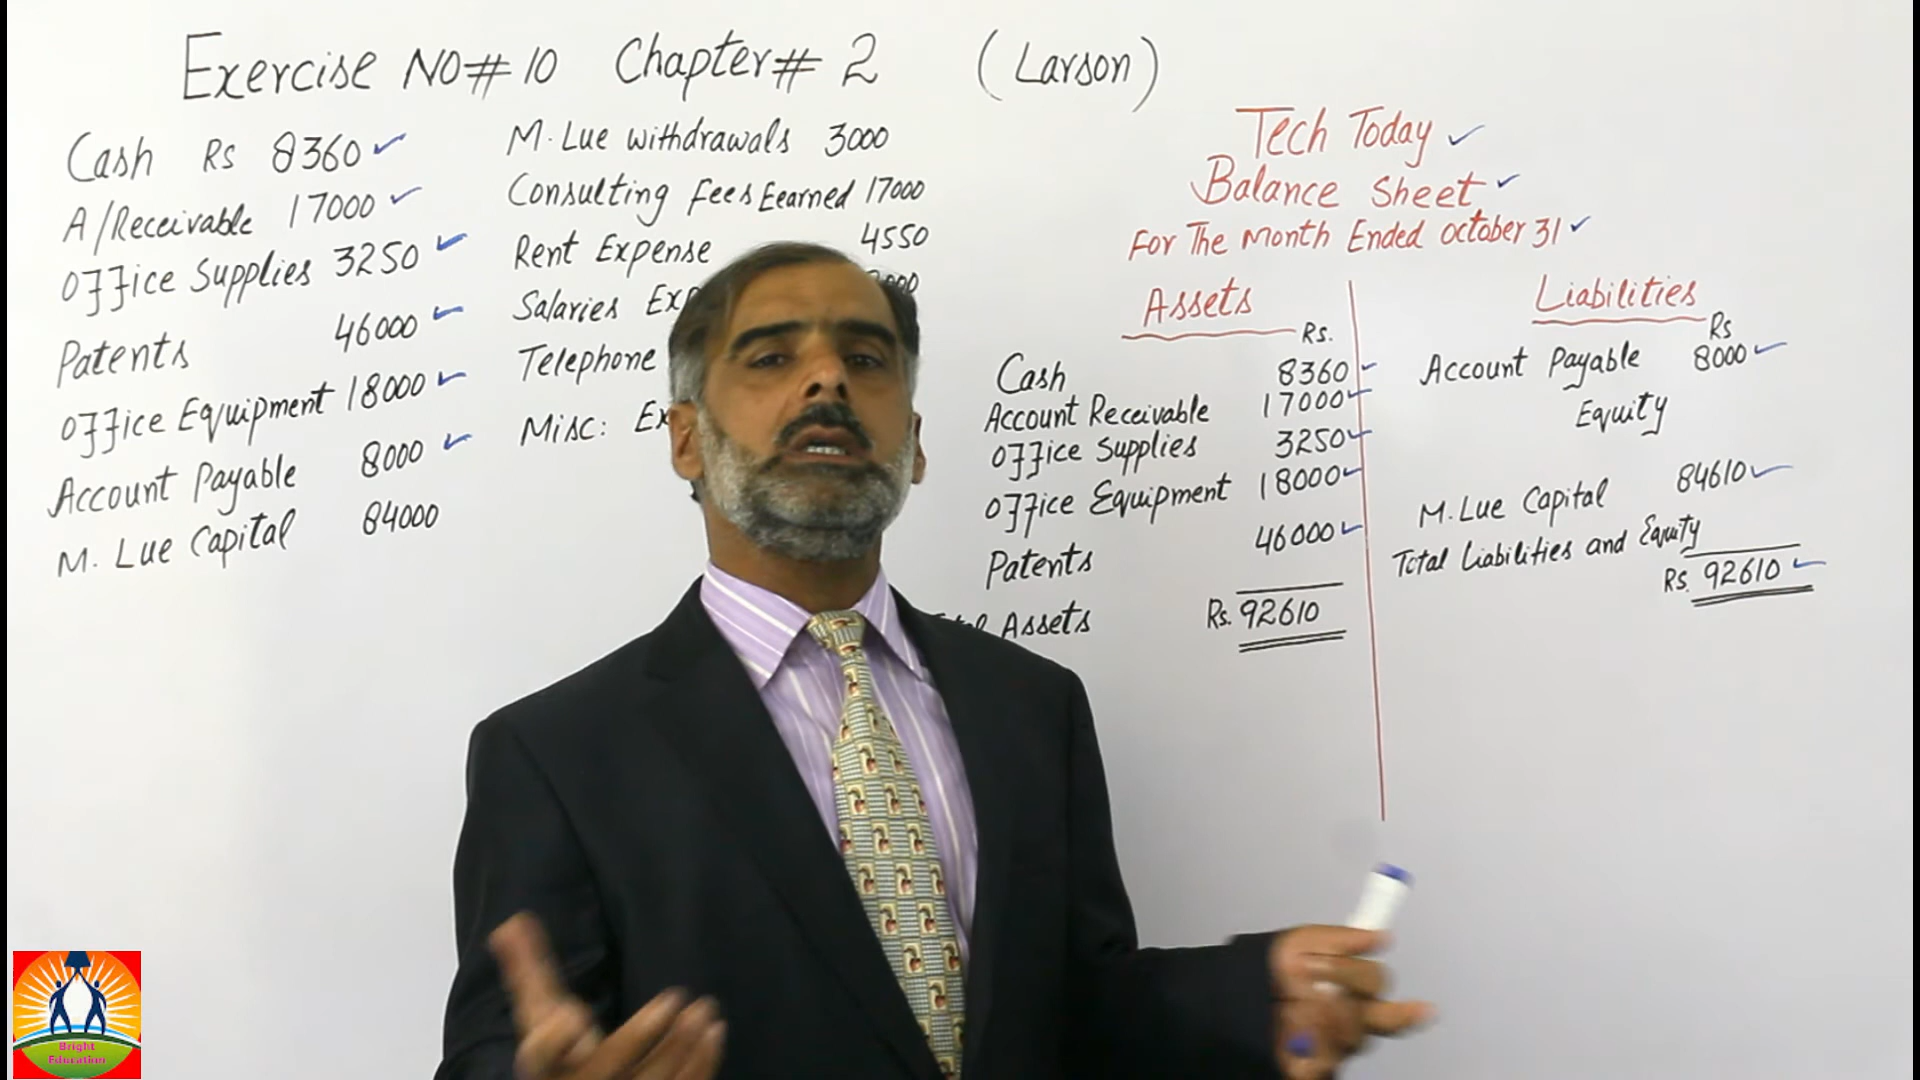 Exercise NO# 10 Chapter# 2 (Larson)
Cash Rs 8360 ✓
A/Receivable 17000 ✓
Office Supplies 3250 ✓
Patents 46000 ✓
Office Equipment 18000 ✓
Account Payable 8000 ✓
M. Lue Capital 84000
M. Lue withdrawals 3000
Consulting Fees Eearned 17000
Rent Expense 4550
Salaries
Telephone
Misc:
Tech Today ✓
Balance Sheet ✓
For The Month Ended October 31 ✓
Assets
Rs.
Cash 8360 ✓
Account Receivable 17000 ✓
Office Supplies 3250 ✓
Office Equipment 18000 ✓
Patents 46000 ✓
Assets Rs. 92610
Liabilities
Rs
Account Payable 8000 ✓
Equity
M. Lue Capital 84610 ✓
Total Liabilities and Equity
Rs. 92610 ✓
Bright
Education